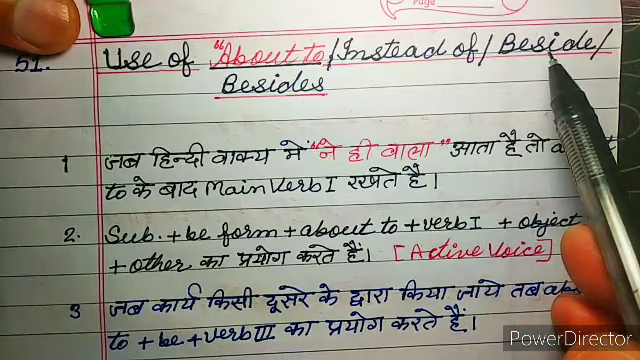 Page
51. Use of "About to/Instead of/Beside/
Besides
1 जब हिन्दी वाक्य में "ने ही वाला" आता है तो
to के बाद Main Verb I रखते है।
2. Sub. + be form + about to + verb I + object
+ other का प्रयोग करते हैं। [Active Voice]
3 जब कार्य किसी दूसरे के द्वारा किया जाये तब
to + be + verb III का प्रयोग करते हैं।
PowerDirector